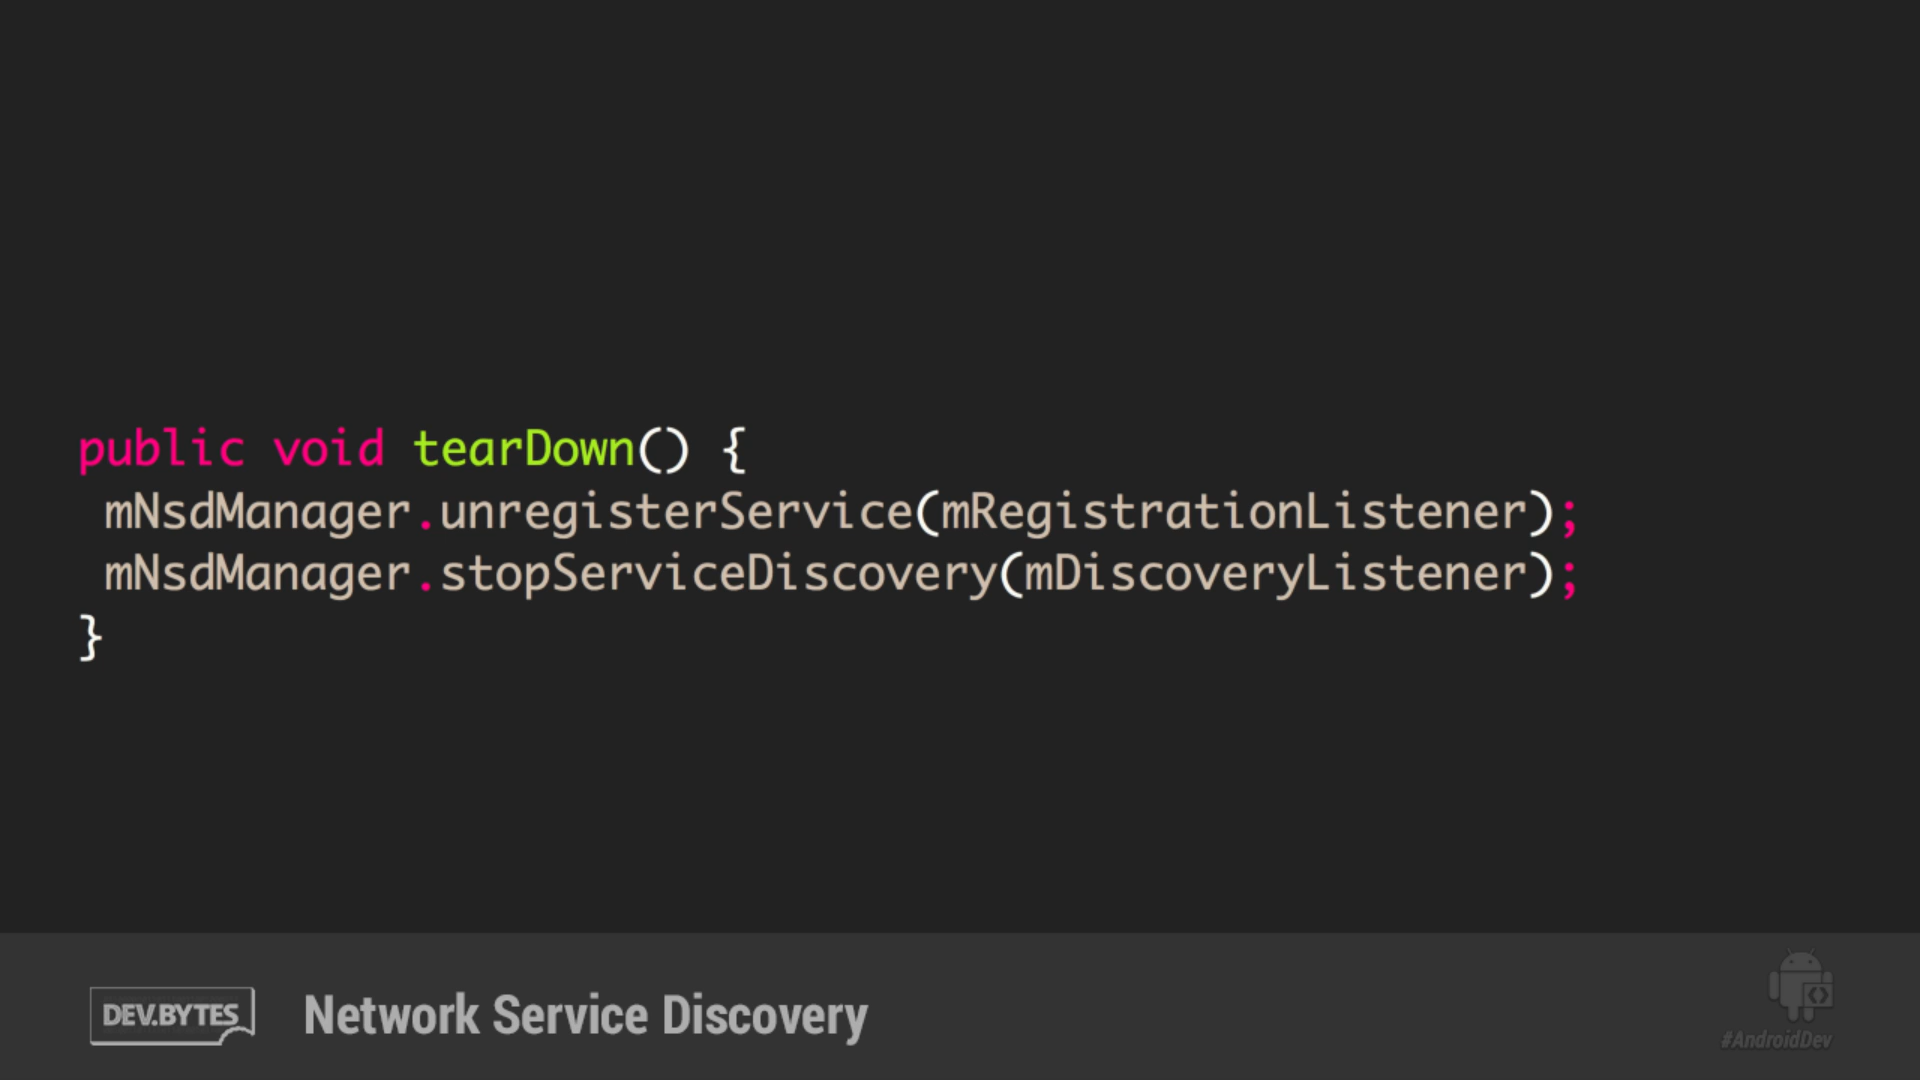 public void tearDown() {
mNsdManager.unregisterService(mRegistrationListener);
mNsdManager.stopServiceDiscovery(mDiscoveryListener);
}
DEV.BYTES Network Service Discovery
#AndroidDev